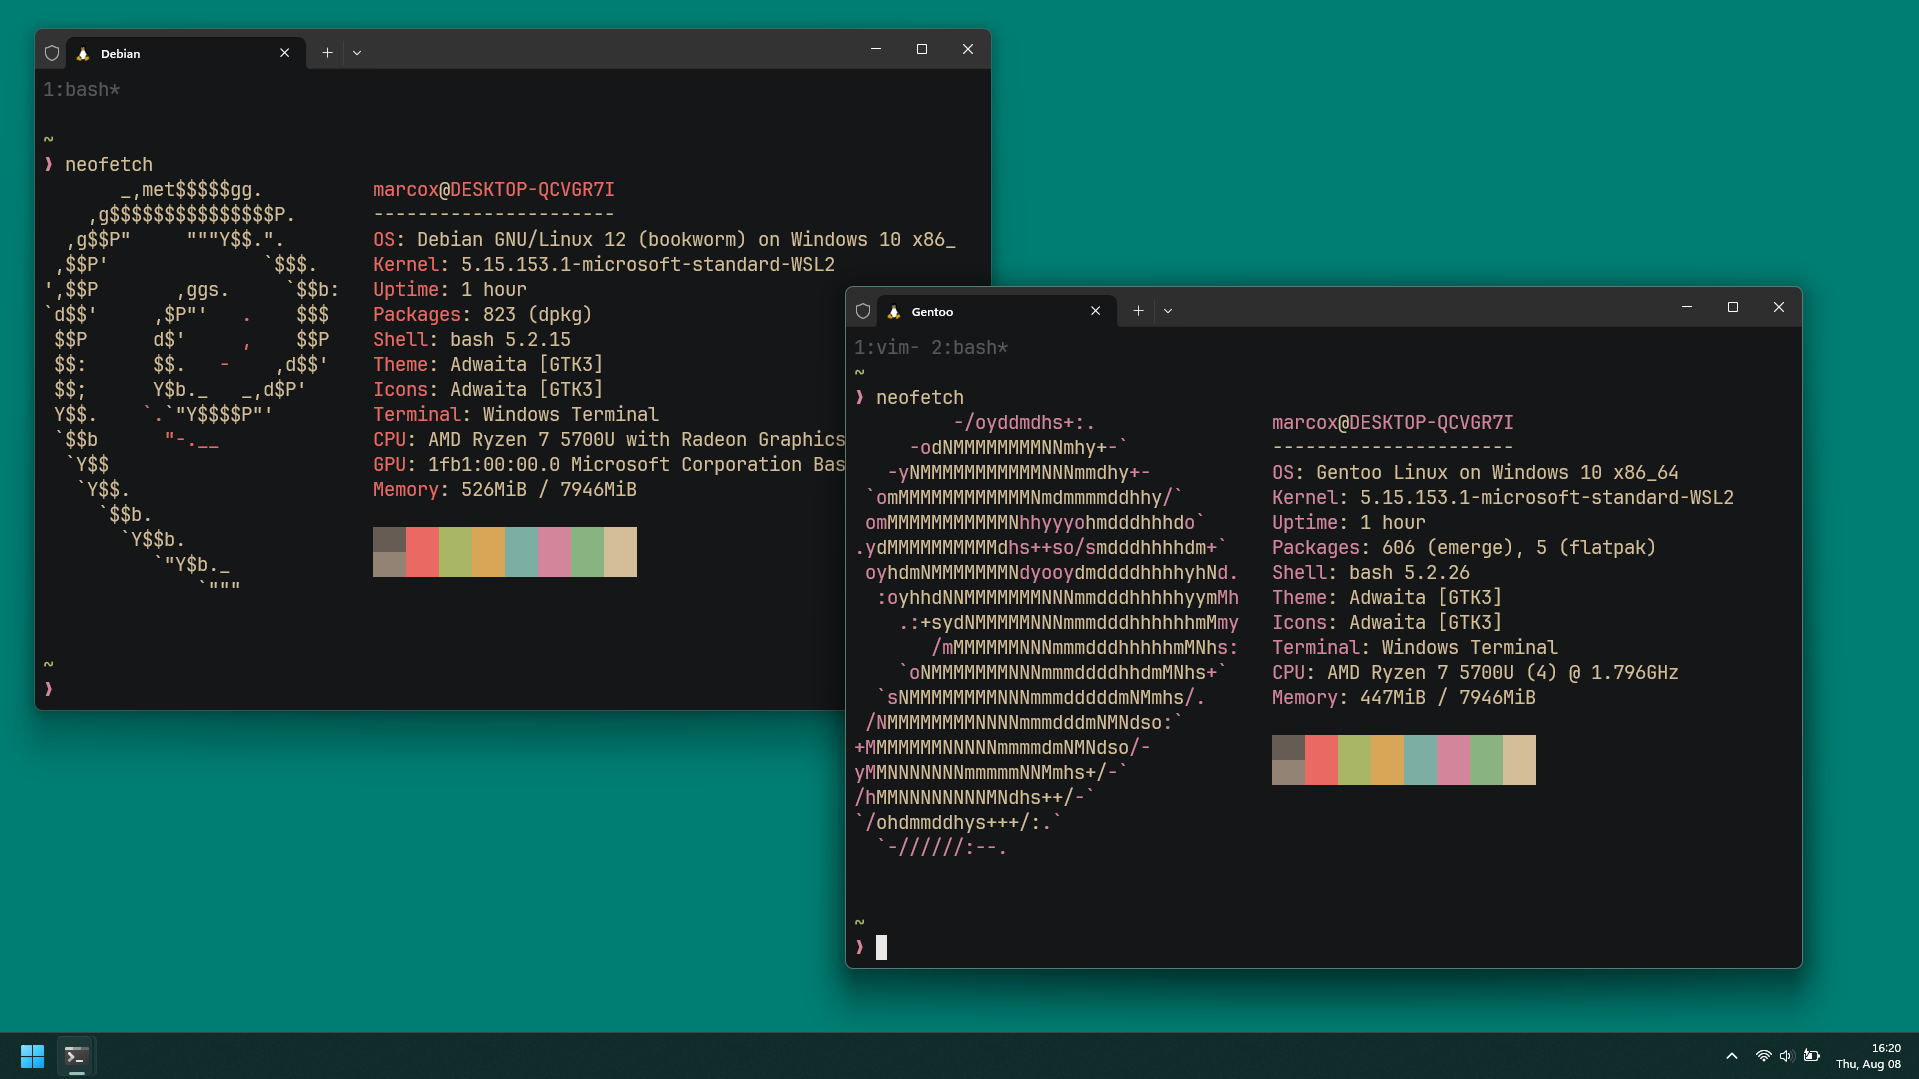 Debian
1:bash*
~
❱ neofetch
       _,met$$$$$gg.          marcox@DESKTOP-QCVGR7I
    ,g$$$$$$$$$$$$$$$P.       ----------------------
  ,g$$P"     """Y$$.".        OS: Debian GNU/Linux 12 (bookworm) on Windows 10 x86_
 ,$$P'              `$$$.     Kernel: 5.15.153.1-microsoft-standard-WSL2
',$$P       ,ggs.     `$$b:   Uptime: 1 hour
`d$$'     ,$P"'   .    $$$    Packages: 823 (dpkg)
 $$P      d$'     ,    $$P    Shell: bash 5.2.15
 $$:      $$.   -    ,d$$'    Theme: Adwaita [GTK3]
 $$;      Y$b._   _,d$P'      Icons: Adwaita [GTK3]
 Y$$.    `.`"Y$$$$P"'         Terminal: Windows Terminal
 `$$b      "-.__              CPU: AMD Ryzen 7 5700U with Radeon Graphics
  `Y$$                        GPU: 1fb1:00:00.0 Microsoft Corporation Bas
   `Y$$.                      Memory: 526MiB / 7946MiB
     `$$b.
       `Y$$b.
          `"Y$b._
              `"""
~
❱
Gentoo
1:vim- 2:bash*
~
❱ neofetch
         -/oyddmdhs+:.                marcox@DESKTOP-QCVGR7I
     -odNMMMMMMMMNNmhy+-`             ----------------------
   -yNMMMMMMMMMMMNNNmmdhy+-           OS: Gentoo Linux on Windows 10 x86_64
 `omMMMMMMMMMMMMNmdmmmmddhhy/`        Kernel: 5.15.153.1-microsoft-standard-WSL2
 omMMMMMMMMMMMNhhyyyohmdddhhhdo`      Uptime: 1 hour
.ydMMMMMMMMMMdhs++so/smdddhhhhdm+`    Packages: 606 (emerge), 5 (flatpak)
 oyhdmNMMMMMMMNdyooydmddddhhhhyhNd.   Shell: bash 5.2.26
  :oyhhdNNMMMMMMMNNNmmdddhhhhhyymMh   Theme: Adwaita [GTK3]
    .:+sydNMMMMMNNNmmmdddhhhhhhmMmy   Icons: Adwaita [GTK3]
       /mMMMMMMNNNmmmdddhhhhhmMNhs:   Terminal: Windows Terminal
    `oNMMMMMMMNNNmmmddddhhdmMNhs+`    CPU: AMD Ryzen 7 5700U (4) @ 1.796GHz
  `sNMMMMMMMMNNNmmmdddddmNMmhs/.      Memory: 447MiB / 7946MiB
 /NMMMMMMMMNNNNmmmdddmNMNdso:`
+MMMMMMMNNNNNmmmmdmNMNdso/-
yMMNNNNNNNmmmmmNNMmhs+/-`
/hMMNNNNNNNNMNdhs++/-`
`/ohdmmddhys+++/:.`
  `-//////:--.
~
❱
16:20
Thu, Aug 08